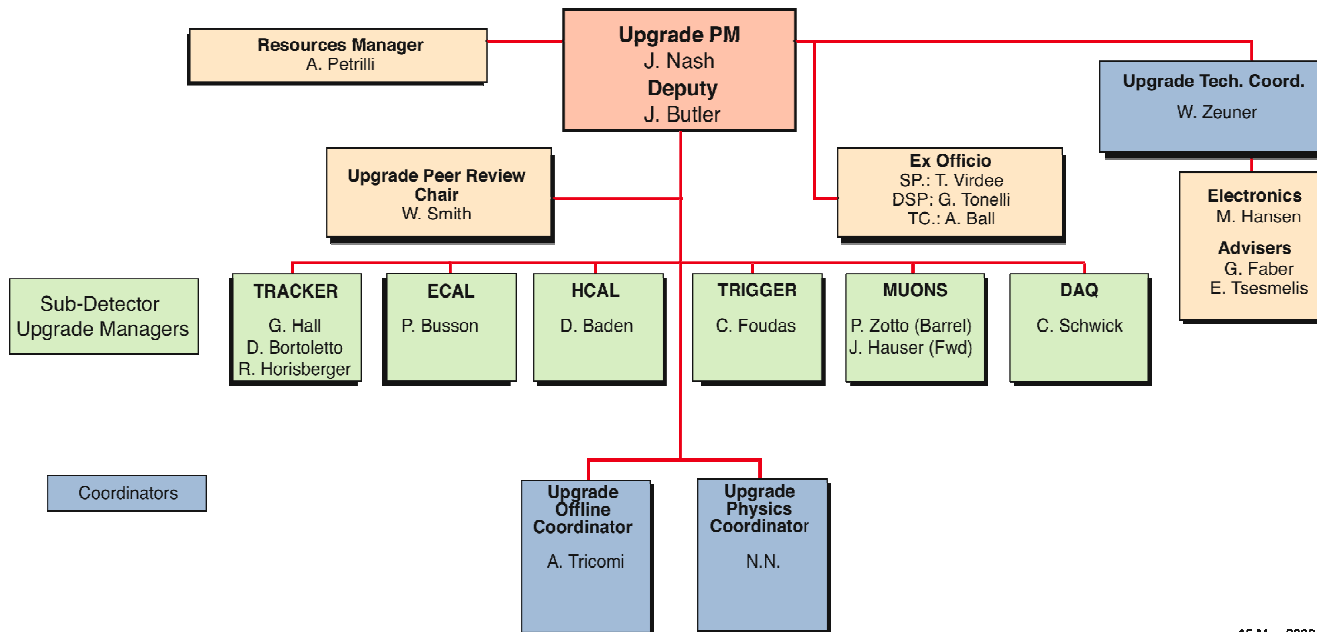 Upgrade PM
J. Nash
Deputy
J. Butler
Resources Manager
A. Petrilli
Upgrade Tech. Coord.
W. Zeuner
Upgrade Peer Review
Chair
W. Smith
Ex Officio
SP.: T. Virdee
DSP: G. Tonelli
TC.: A. Ball
Electronics
M. Hansen
Advisers
G. Faber
E. Tsesmelis
Sub-Detector
Upgrade Managers
TRACKER
G. Hall
D. Bortoletto
R. Horisberger
ECAL
P. Busson
HCAL
D. Baden
TRIGGER
C. Foudas
MUONS
P. Zotto (Barrel)
J. Hauser (Fwd)
DAQ
C. Schwick
Coordinators
Upgrade
Offline
Coordinator
A. Tricomi
Upgrade
Physics
Coordinator
N.N.